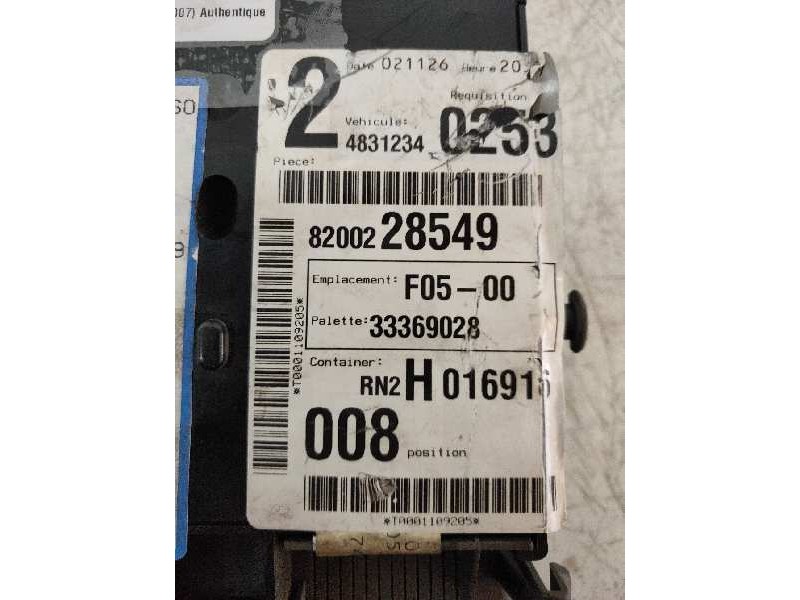 007) Authentique
2 Date 021126 Heure 20
Requisition
Vehicule:
4831234 0253
Piece:
8200228549
Emplacement: F05-00
Palette: 33369028
Container:
RN2 H 016916
008 position
*T0001109205*
*T0001109205*